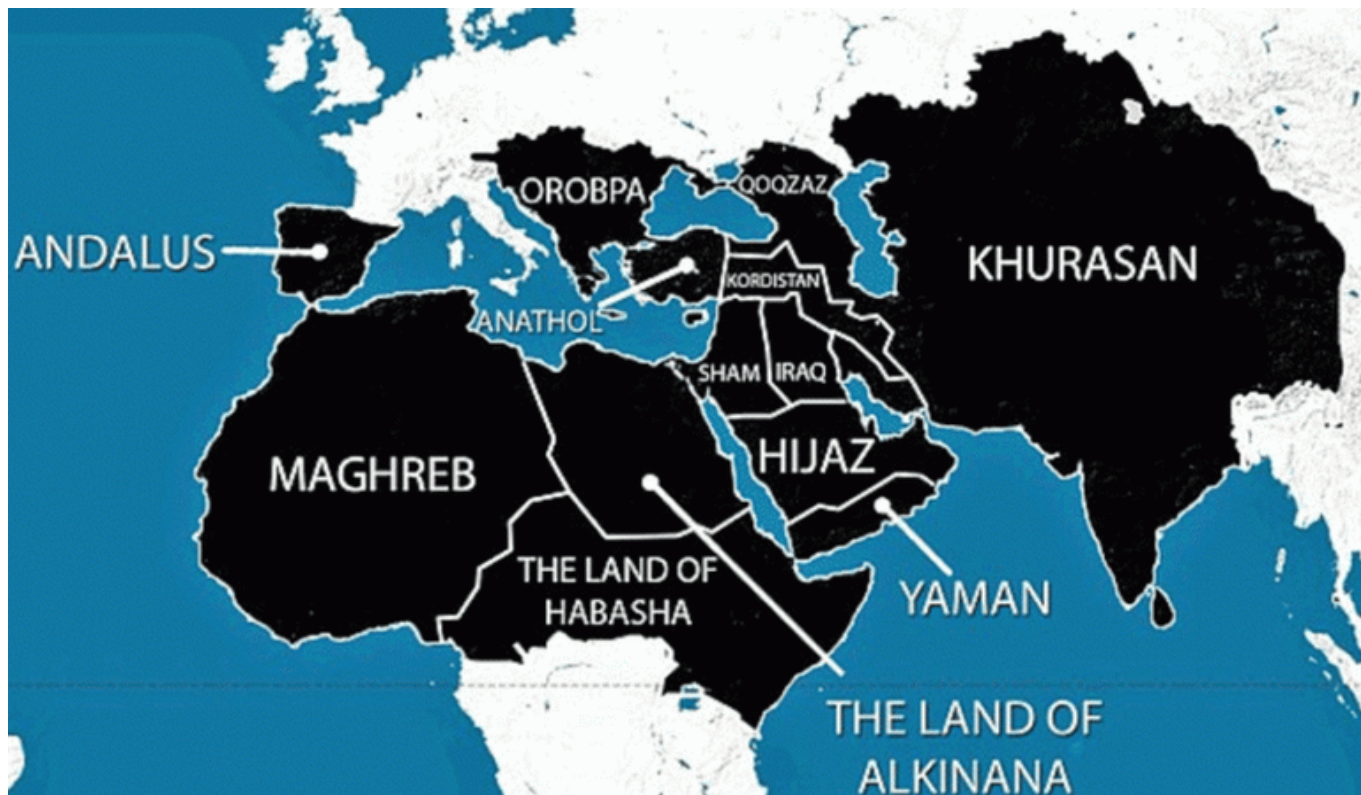 OROBPA
QOQZAZ
ANDALUS
KHURASAN
KORDISTAN
ANATHOL
SHAM
IRAQ
MAGHREB
HIJAZ
THE LAND OF
HABASHA
YAMAN
THE LAND OF
ALKINANA